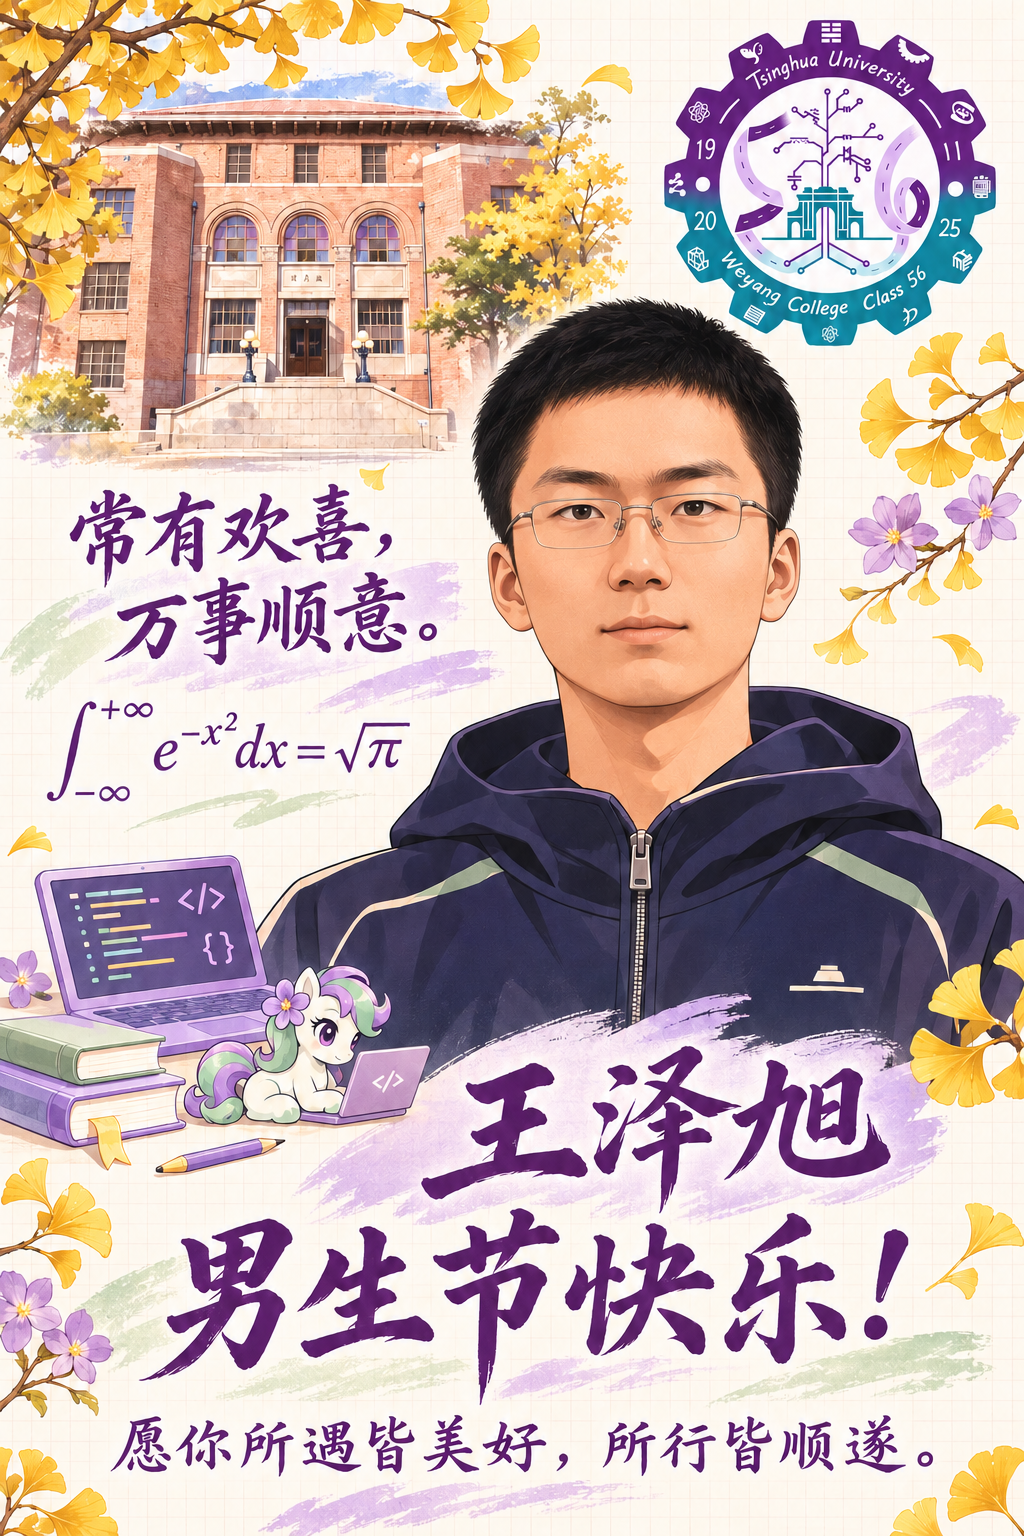 Tsinghua University
19
11
20
25
Weyang College Class 56
常有欢喜，
万事顺意。
∫_{-∞}^{+∞} e^{-x^2} dx = √π
</>
{}
</>
王泽旭
男生节快乐！
愿你所遇皆美好，所行皆顺遂。